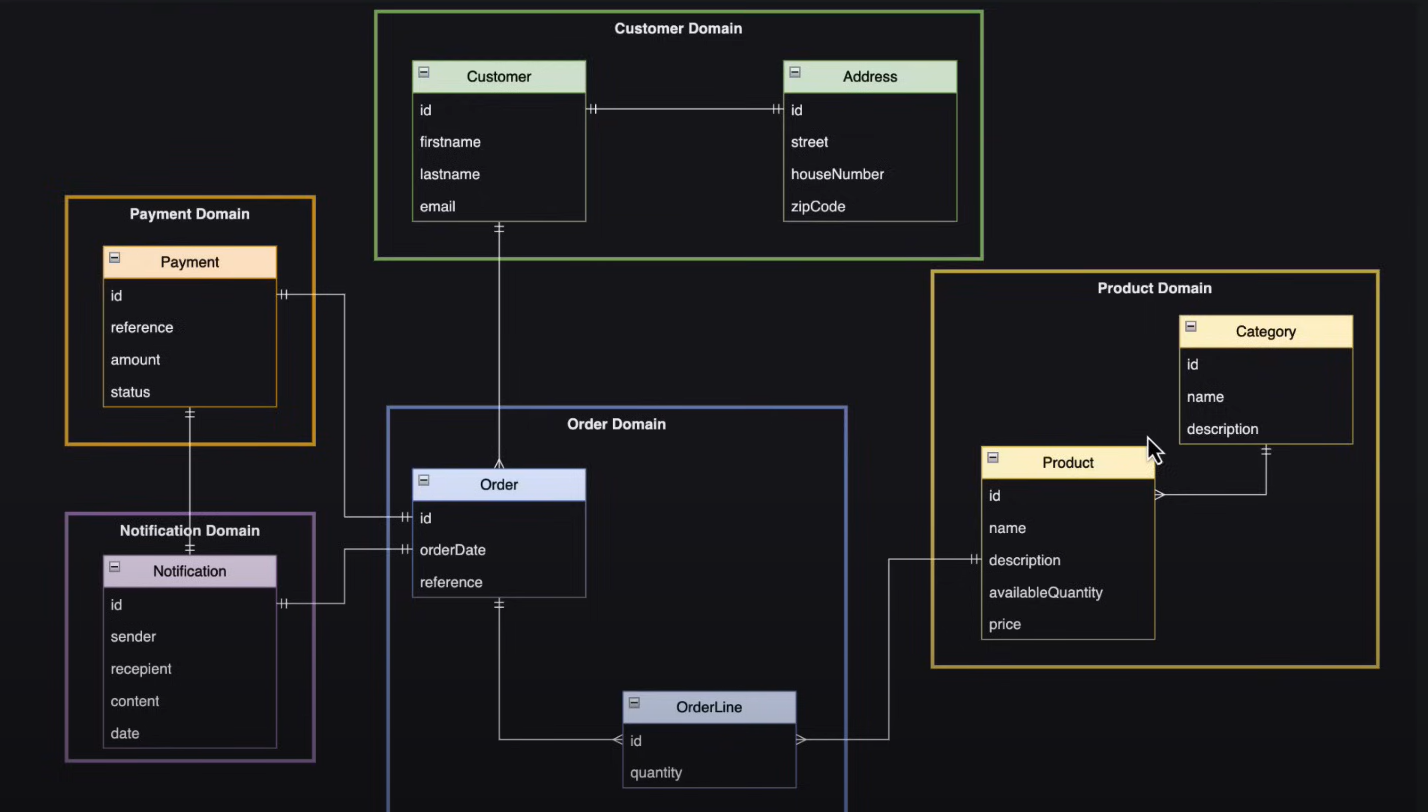 Customer Domain
Customer
id
firstname
lastname
email
Address
id
street
houseNumber
zipCode
Payment Domain
Payment
id
reference
amount
status
Product Domain
Category
id
name
description
Product
id
name
description
availableQuantity
price
Order Domain
Order
id
orderDate
reference
OrderLine
id
quantity
Notification Domain
Notification
id
sender
recepient
content
date